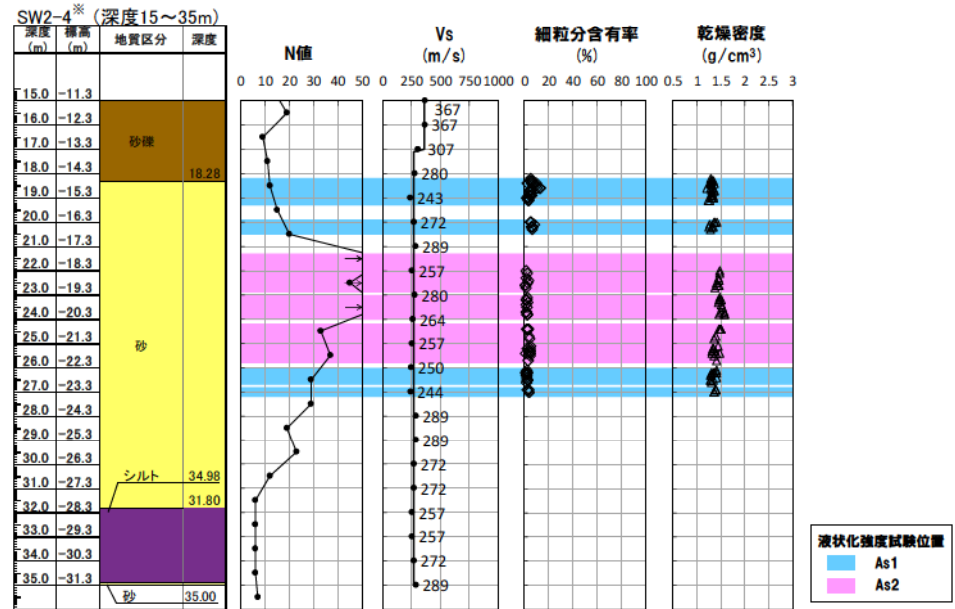 SW2-4※（深度15～35m）
深度 標高 地質区分 深度
(m) (m)
N値 Vs 細粒分含有率 乾燥密度
(m/s) (%) (g/cm³)
0 10 20 30 40 50 0 250 500 750 1000 0 20 40 60 80 100 0.5 1 1.5 2 2.5 3
15.0 -11.3
367
16.0 -12.3
367
17.0 -13.3 砂礫
307
18.0 -14.3 18.28
280
19.0 -15.3
243
20.0 -16.3
272
21.0 -17.3
289
22.0 -18.3
257
23.0 -19.3
280
24.0 -20.3
264
25.0 -21.3
砂
257
26.0 -22.3
250
27.0 -23.3
244
28.0 -24.3
289
29.0 -25.3
289
30.0 -26.3
272
シルト 34.98
31.0 -27.3
272
31.80
32.0 -28.3
257
33.0 -29.3
257
34.0 -30.3
272
35.0 -31.3
289
砂 35.00
液状化強度試験位置
As1
As2